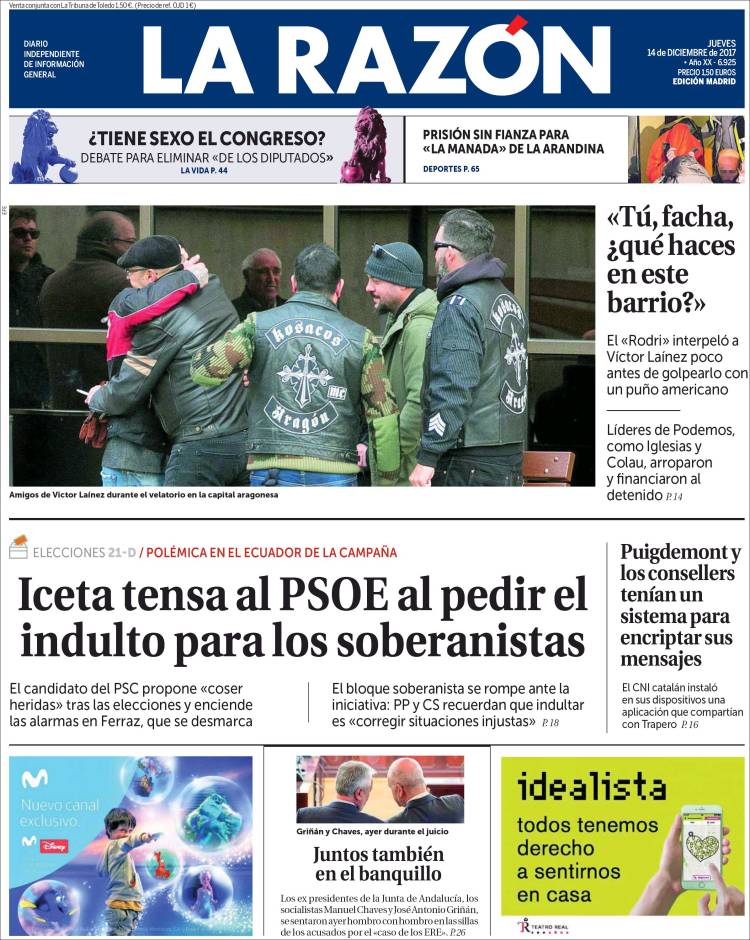 Venta conjunta con La Tribuna de Toledo 1.50 €. (Precio de ref. OJD 1 €)
DIARIO
INDEPENDIENTE
DE INFORMACIÓN
GENERAL
LA RAZÓN
JUEVES
14 de DICIEMBRE de 2017
• Año XX - 6.925
PRECIO 1,50 EUROS
EDICIÓN MADRID
¿TIENE SEXO EL CONGRESO?
DEBATE PARA ELIMINAR «DE LOS DIPUTADOS»
LA VIDA P. 44
PRISIÓN SIN FIANZA PARA
«LA MANADA» DE LA ARANDINA
DEPORTES P. 65
EFE
kosacos
MC
Aragón
kosacos
Aragón
Amigos de Victor Laínez durante el velatorio en la capital aragonesa
«Tú, facha,
¿qué haces
en este
barrio?»
El «Rodri» interpeló a
Víctor Laínez poco
antes de golpearlo con
un puño americano
Líderes de Podemos,
como Iglesias y
Colau, arroparon
y financiaron al
detenido P.14
ELECCIONES 21-D / POLÉMICA EN EL ECUADOR DE LA CAMPAÑA
Iceta tensa al PSOE al pedir el
indulto para los soberanistas
El candidato del PSC propone «coser
heridas» tras las elecciones y enciende
las alarmas en Ferraz, que se desmarca
El bloque soberanista se rompe ante la
iniciativa: PP y CS recuerdan que indultar
es «corregir situaciones injustas» P.18
Puigdemont y
los consellers
tenían un
sistema para
encriptar sus
mensajes
El CNI catalán instaló
en sus dispositivos una
aplicación que compartían
con Trapero P.16
Nuevo canal
exclusivo.
Disney
Griñán y Chaves, ayer durante el juicio
Juntos también
en el banquillo
Los ex presidentes de la Junta de Andalucía, los
socialistas Manuel Chaves y José Antonio Griñán,
se sentaron ayer hombro con hombro en las sillas
de los acusados por el «caso de los ERE». P.26
idealista
todos tenemos
derecho
a sentirnos
en casa
TEATRO REAL